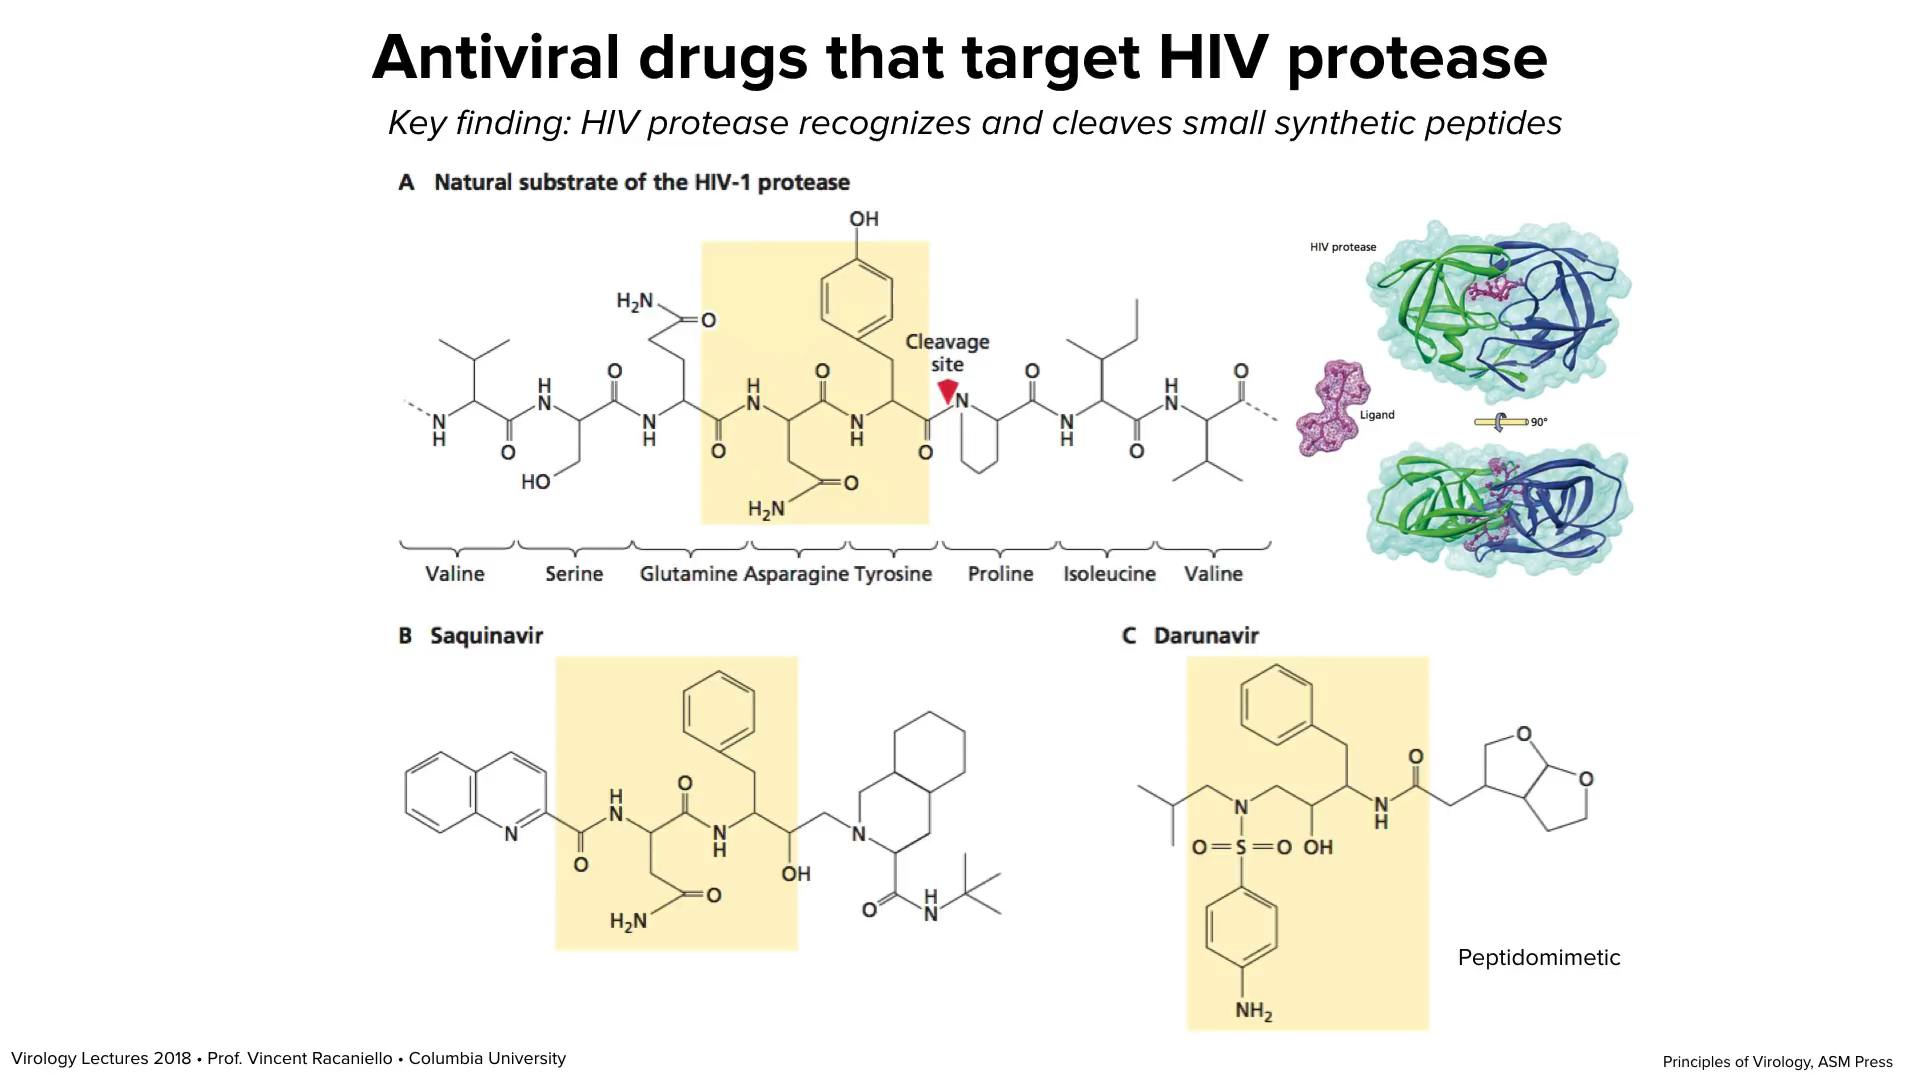 Antiviral drugs that target HIV protease
Key finding: HIV protease recognizes and cleaves small synthetic peptides
A Natural substrate of the HIV-1 protease
OH
HIV protease
H₂N
O
Cleavage
site
H
N
O
H
N
O
O
H
N
O
N
H
O
N
H
O
N
H
O
N
N
H
O
Ligand
90°
HO
O
H₂N
Valine Serine Glutamine Asparagine Tyrosine Proline Isoleucine Valine
B Saquinavir
C Darunavir
O
O
O
H
N
O
N
N
H
N
O
OH
N
N
H
O=S=O OH
O
H₂N
O
H
N
Peptidomimetic
NH₂
Virology Lectures 2018 • Prof. Vincent Racaniello • Columbia University
Principles of Virology, ASM Press